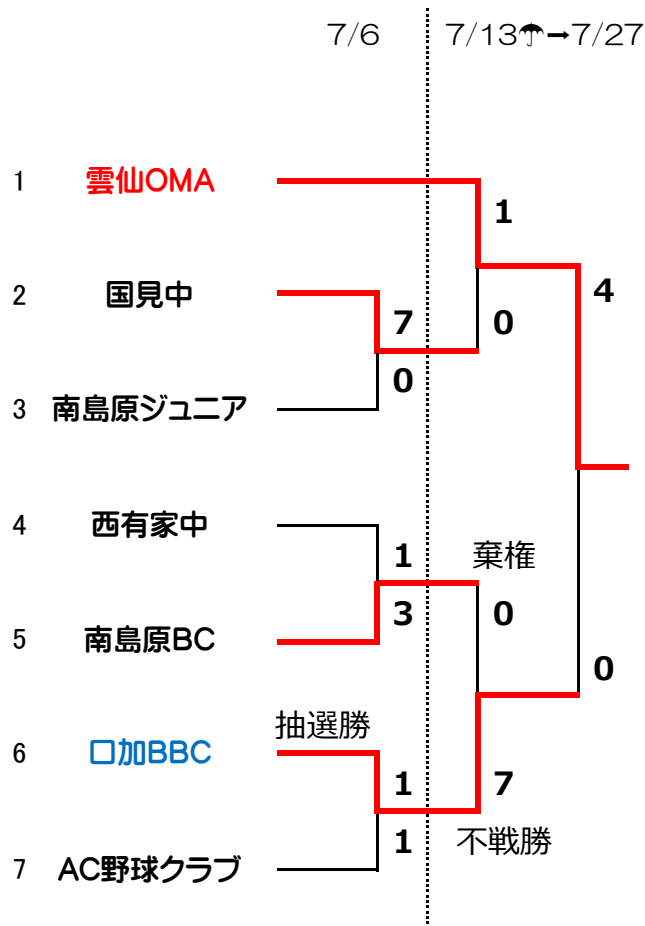 7/6 7/13☂➡7/27
1 雲仙OMA
1
2 国見中
4
7 0
0
3 南島原ジュニア
4 西有家中
1 棄権
3 0
5 南島原BC
0
抽選勝
6 口加BBC
1 7
1 不戦勝
7 AC野球クラブ